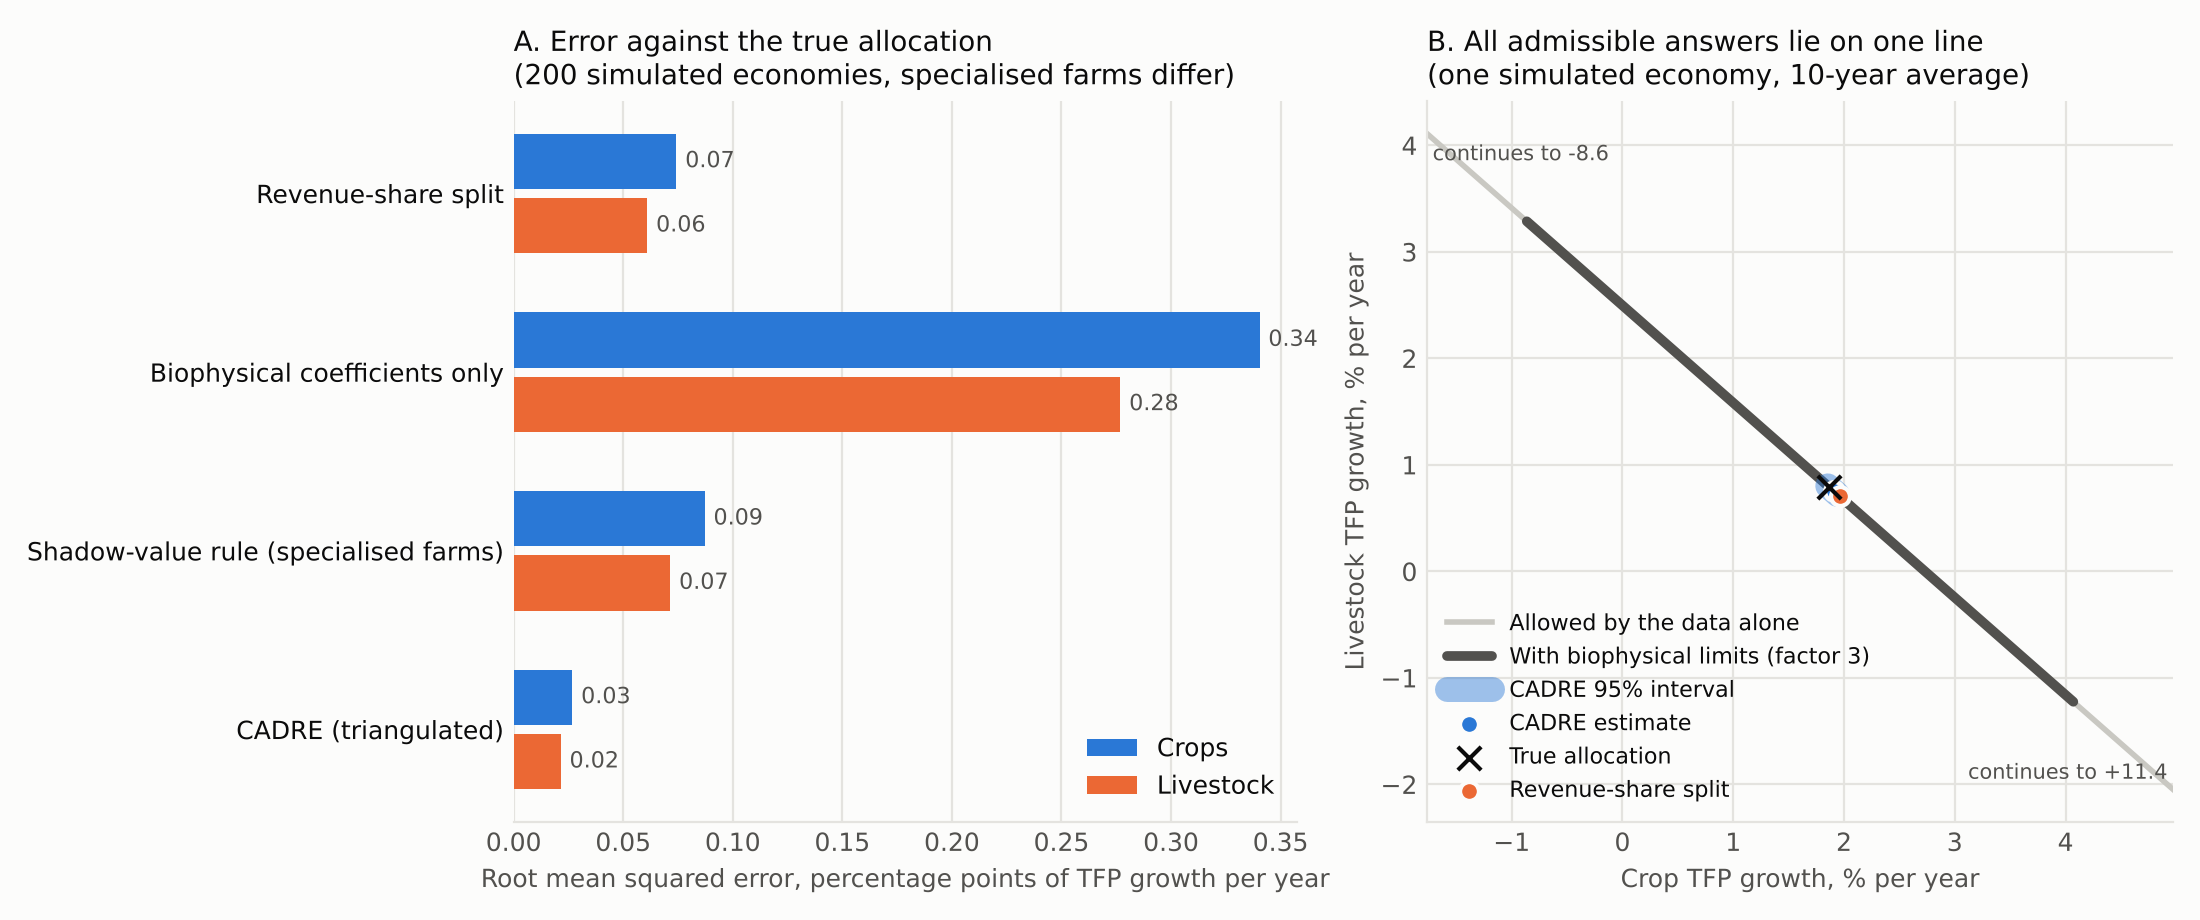 A. Error against the true allocation
(200 simulated economies, specialised farms differ)
Revenue-share split
0.07
0.06
Biophysical coefficients only
0.34
0.28
Shadow-value rule (specialised farms)
0.09
0.07
CADRE (triangulated)
0.03
0.02
Crops
Livestock
0.00 0.05 0.10 0.15 0.20 0.25 0.30 0.35
Root mean squared error, percentage points of TFP growth per year
B. All admissible answers lie on one line
(one simulated economy, 10-year average)
Livestock TFP growth, % per year
4
3
2
1
0
−1
−2
continues to -8.6
Allowed by the data alone
With biophysical limits (factor 3)
CADRE 95% interval
CADRE estimate
True allocation
Revenue-share split
continues to +11.4
−1 0 1 2 3 4
Crop TFP growth, % per year